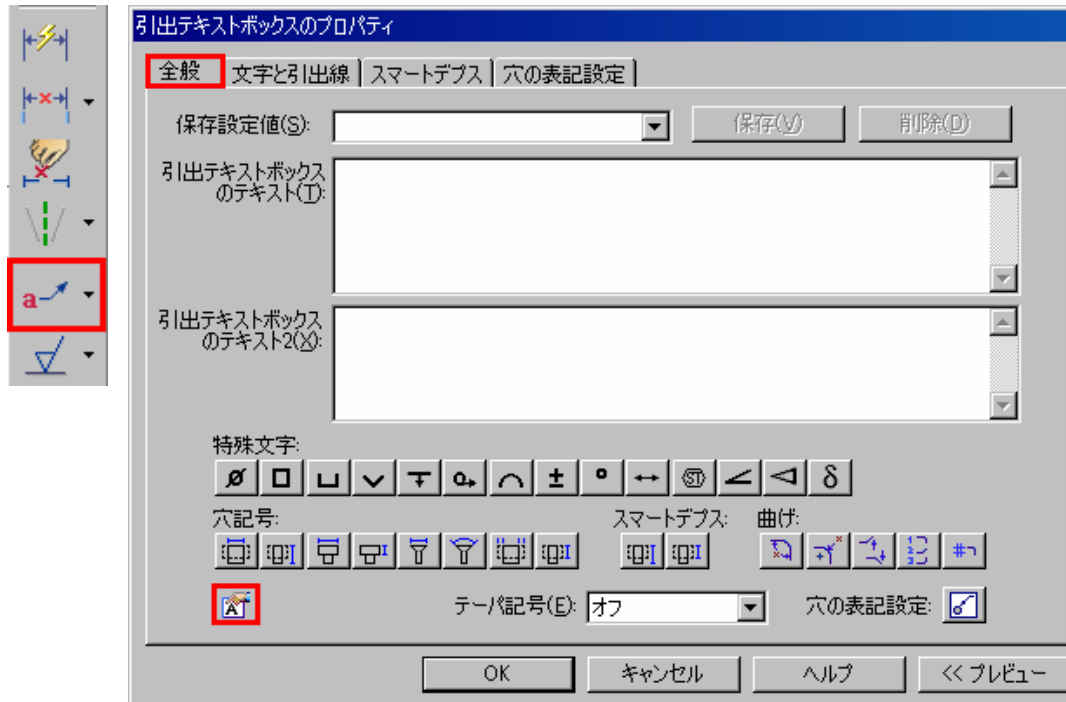 引出テキストボックスのプロパティ
全般 文字と引出線 スマートデプス 穴の表記設定
保存設定値(S): 保存(V) 削除(D)
引出テキストボックス
のテキスト(T):
引出テキストボックス
のテキスト2(X):
特殊文字:
穴記号: スマートデプス: 曲げ:
テーパ記号(E): オフ 穴の表記設定:
OK キャンセル ヘルプ << プレビュー
a